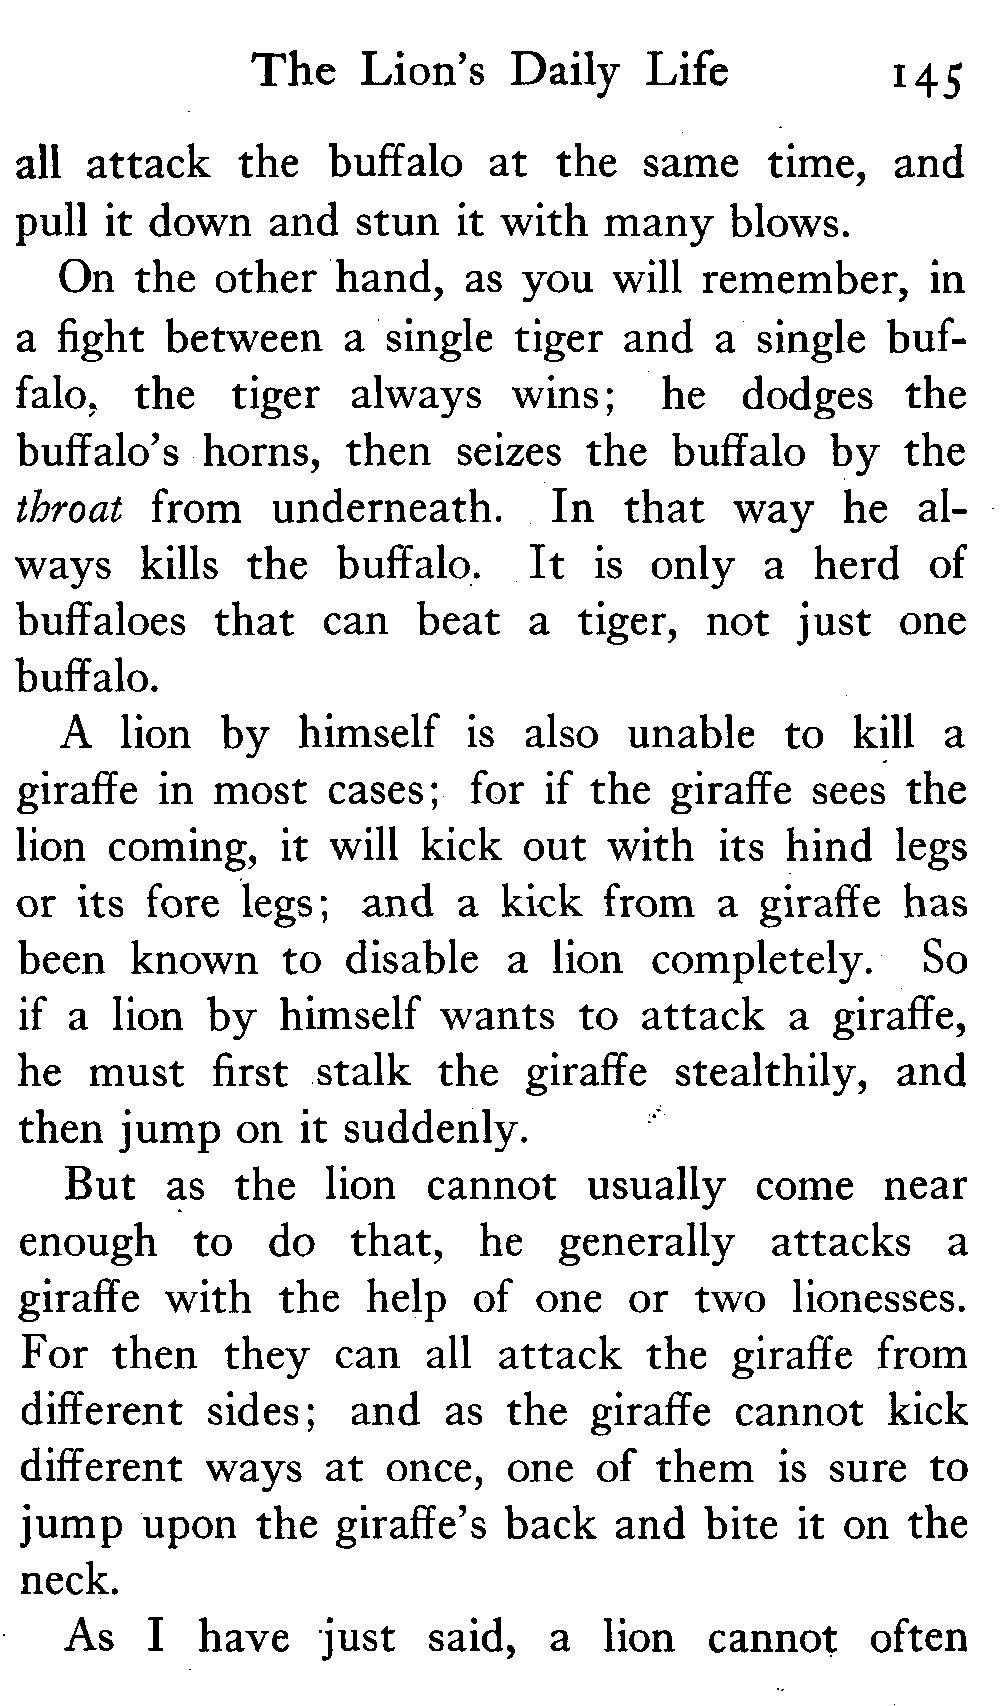 The Lion's Daily Life 145
all attack the buffalo at the same time, and
pull it down and stun it with many blows.
On the other hand, as you will remember, in
a fight between a single tiger and a single buf-
falo, the tiger always wins; he dodges the
buffalo's horns, then seizes the buffalo by the
throat from underneath. In that way he al-
ways kills the buffalo. It is only a herd of
buffaloes that can beat a tiger, not just one
buffalo.
A lion by himself is also unable to kill a
giraffe in most cases; for if the giraffe sees the
lion coming, it will kick out with its hind legs
or its fore legs; and a kick from a giraffe has
been known to disable a lion completely. So
if a lion by himself wants to attack a giraffe,
he must first stalk the giraffe stealthily, and
then jump on it suddenly.
But as the lion cannot usually come near
enough to do that, he generally attacks a
giraffe with the help of one or two lionesses.
For then they can all attack the giraffe from
different sides; and as the giraffe cannot kick
different ways at once, one of them is sure to
jump upon the giraffe's back and bite it on the
neck.
As I have just said, a lion cannot often